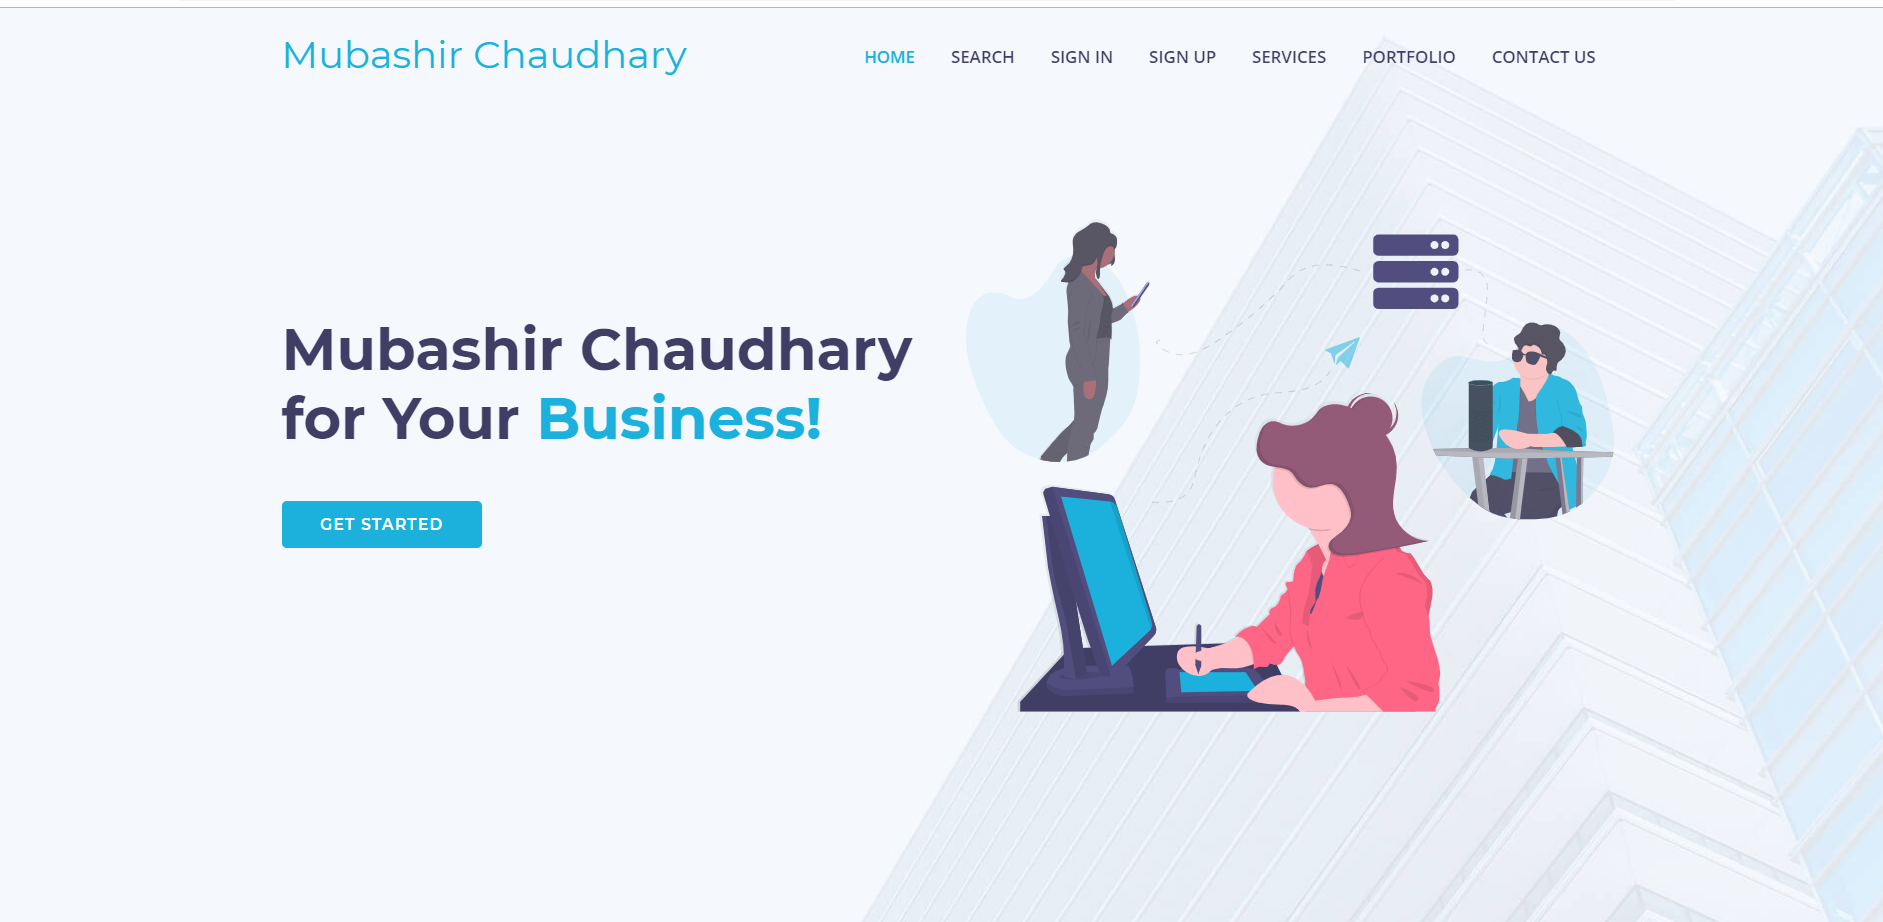 Mubashir Chaudhary
HOME SEARCH SIGN IN SIGN UP SERVICES PORTFOLIO CONTACT US
Mubashir Chaudhary
for Your Business!
GET STARTED